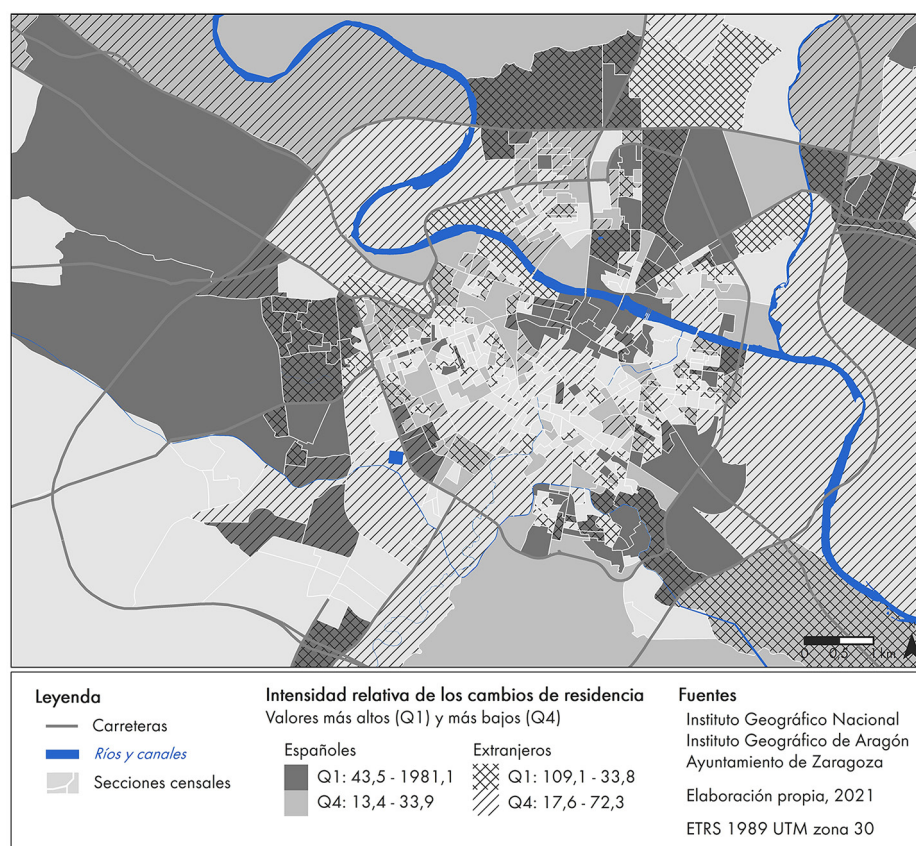 0 0,5 1 km
Leyenda
Carreteras
Ríos y canales
Secciones censales
Intensidad relativa de los cambios de residencia
Valores más altos (Q1) y más bajos (Q4)
Españoles
Q1: 43,5 - 1981,1
Q4: 13,4 - 33,9
Extranjeros
Q1: 109,1 - 33,8
Q4: 17,6 - 72,3
Fuentes
Instituto Geográfico Nacional
Instituto Geográfico de Aragón
Ayuntamiento de Zaragoza
Elaboración propia, 2021
ETRS 1989 UTM zona 30